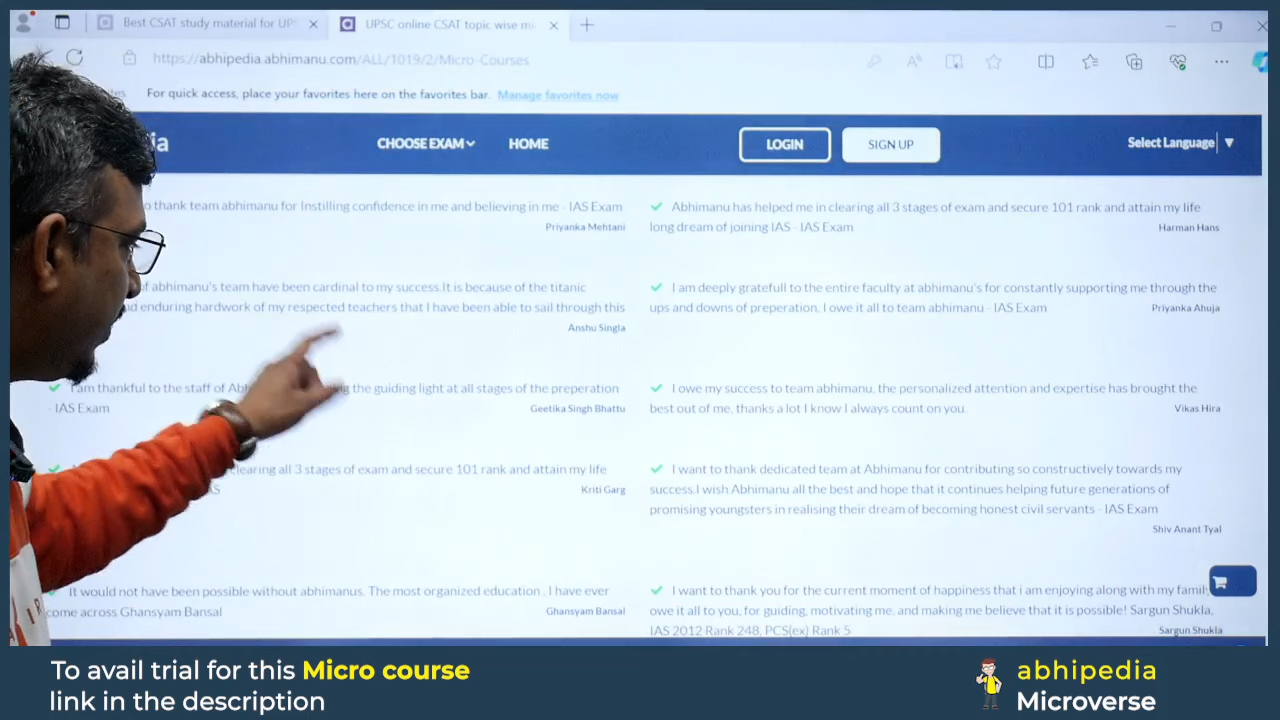 Best CSAT study material for UPS
UPSC online CSAT topic wise mi
https://abhipedia.abhimanu.com/ALL/1019/2/Micro-Courses
For quick access, place your favorites here on the favorites bar. Manage favorites now
ia
CHOOSE EXAM
HOME
LOGIN
SIGN UP
Select Language
thank team abhimanu for Instilling confidence in me and believing in me - IAS Exam
Priyanka Mehtani
Abhimanu has helped me in clearing all 3 stages of exam and secure 101 rank and attain my life
long dream of joining IAS - IAS Exam
Harman Hans
of abhimanu's team have been cardinal to my success.It is because of the titanic
enduring hardwork of my respected teachers that I have been able to sail through this
Anshu Singla
I am deeply gratefull to the entire faculty at abhimanu's for constantly supporting me through the
ups and downs of preperation, I owe it all to team abhimanu - IAS Exam
Priyanka Ahuja
I am thankful to the staff of Abh the guiding light at all stages of the preperation
- IAS Exam
Geetika Singh Bhattu
I owe my success to team abhimanu, the personalized attention and expertise has brought the
best out of me, thanks a lot I know I always count on you.
Vikas Hira
clearing all 3 stages of exam and secure 101 rank and attain my life
Kriti Garg
I want to thank dedicated team at Abhimanu for contributing so constructively towards my
success.I wish Abhimanu all the best and hope that it continues helping future generations of
promising youngsters in realising their dream of becoming honest civil servants - IAS Exam
Shiv Anant Tyal
It would not have been possible without abhimanus. The most organized education , I have ever
come across Ghansyam Bansal
Ghansyam Bansal
I want to thank you for the current moment of happiness that i am enjoying along with my family,
owe it all to you, for guiding, motivating me, and making me believe that it is possible! Sargun Shukla,
IAS 2012 Rank 248, PCS(ex) Rank 5
Sargun Shukla
To avail trial for this Micro course
link in the description
abhipedia
Microverse